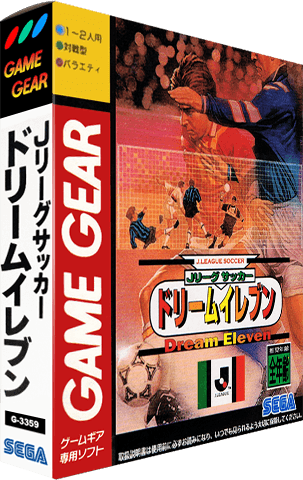 GAME
GEAR
Jリーグ サッカー
ドリームイレブン
G-3359
SEGA
1〜2人用
対戦型
バラエティ
GAME GEAR
ゲームギア
専用ソフト
J.LEAGUE SOCCER
Jリーグ サッカー
ドリームイレブン
Dream Eleven
J.LEAGUE
SEGA
取扱説明書は使用前に必ずお読みになり、いつでも見られるよう大切に保管してください。